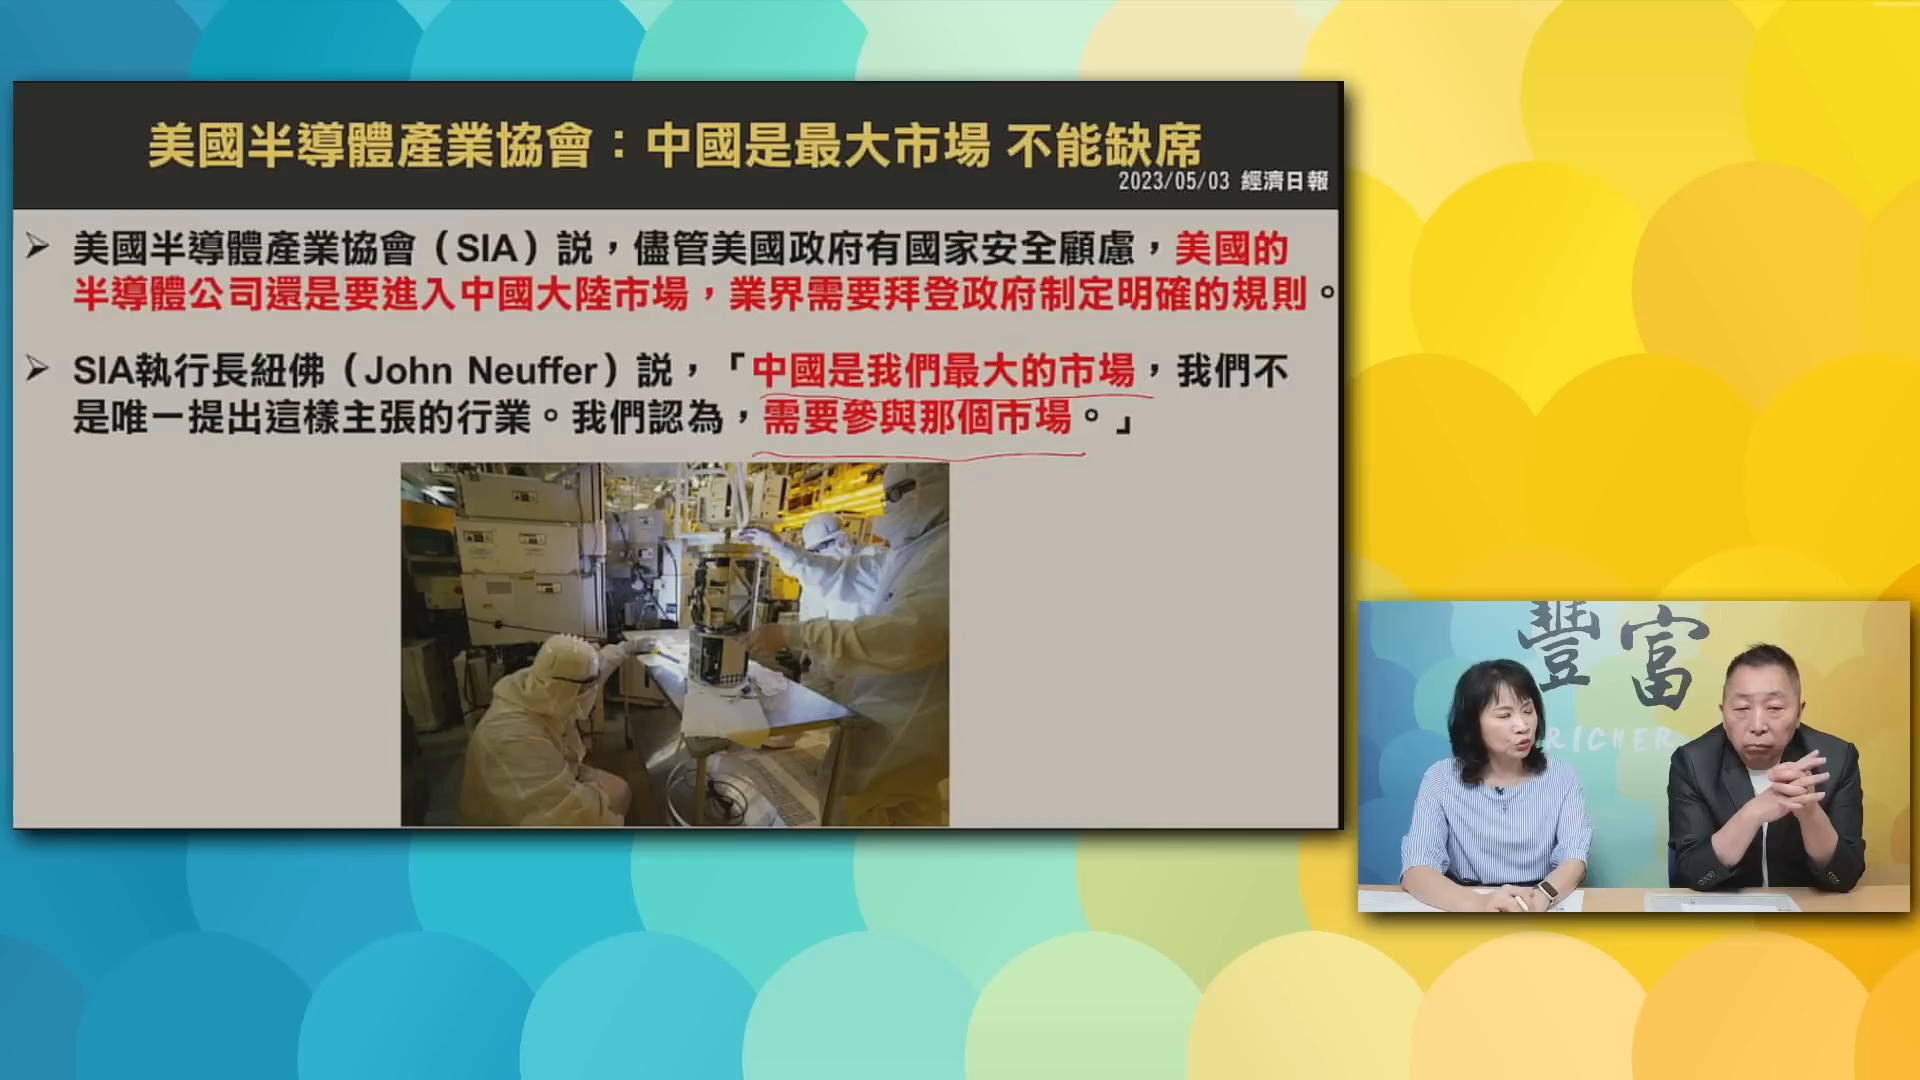 美國半導體產業協會：中國是最大市場 不能缺席
2023/05/03 經濟日報
➢ 美國半導體產業協會（SIA）説，儘管美國政府有國家安全顧慮，美國的
半導體公司還是要進入中國大陸市場，業界需要拜登政府制定明確的規則。
➢ SIA執行長紐佛（John Neuffer）説，「中國是我們最大的市場，我們不
是唯一提出這樣主張的行業。我們認為，需要參與那個市場。」
豐富
RICHER